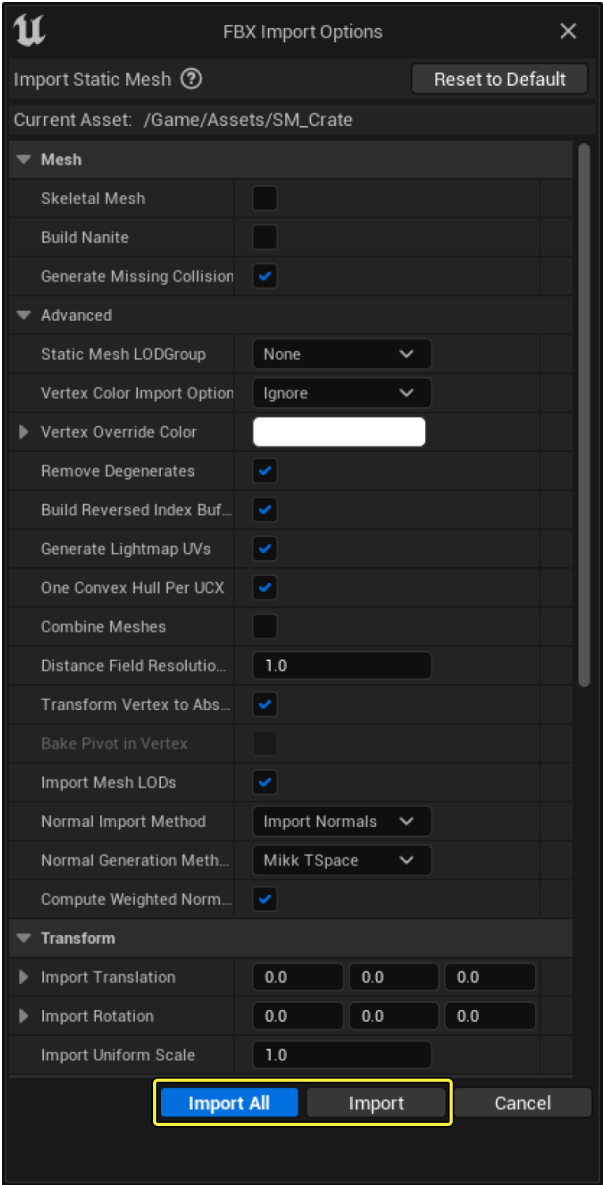 FBX Import Options
Import Static Mesh ? Reset to Default
Current Asset: /Game/Assets/SM_Crate
Mesh
Skeletal Mesh
Build Nanite
Generate Missing Collision
Advanced
Static Mesh LODGroup None
Vertex Color Import Option Ignore
Vertex Override Color
Remove Degenerates
Build Reversed Index Buf...
Generate Lightmap UVs
One Convex Hull Per UCX
Combine Meshes
Distance Field Resolutio... 1.0
Transform Vertex to Abs...
Bake Pivot in Vertex
Import Mesh LODs
Normal Import Method Import Normals
Normal Generation Meth... Mikk TSpace
Compute Weighted Norm...
Transform
Import Translation 0.0 0.0 0.0
Import Rotation 0.0 0.0 0.0
Import Uniform Scale 1.0
Import All Import Cancel